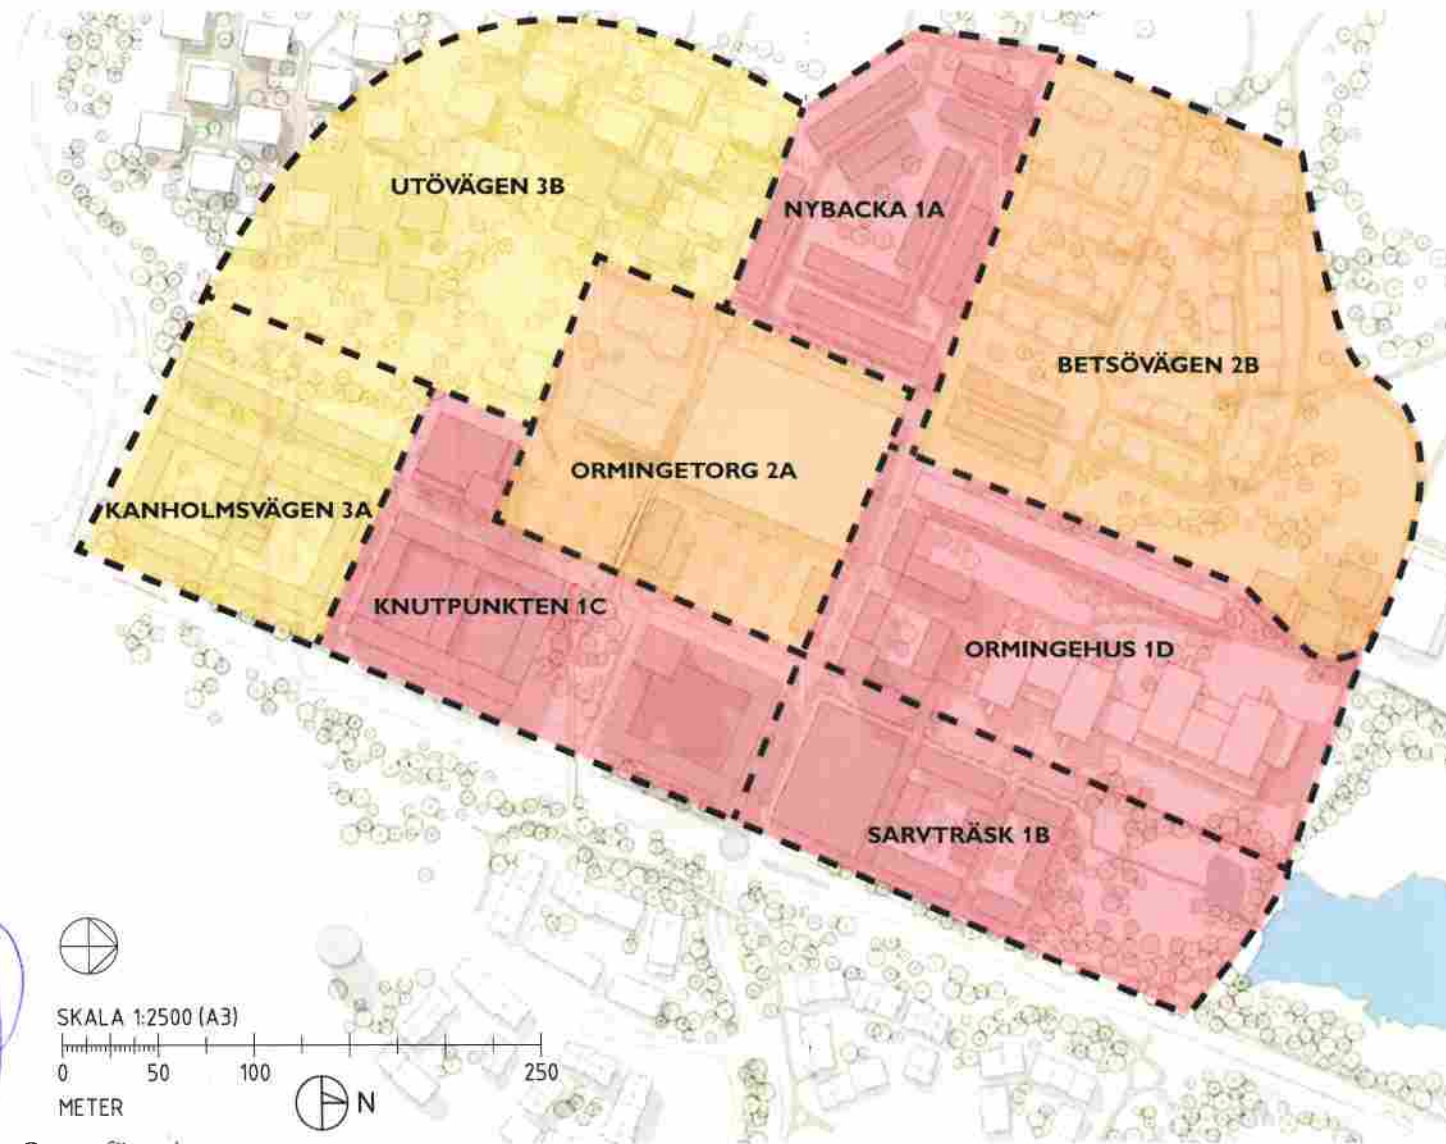 UTÖVÄGEN 3B
NYBACKA 1A
BETSÖVÄGEN 2B
ORMINGETORG 2A
KANHOLMSVÄGEN 3A
KNUTPUNKTEN 1C
ORMINGEHUS 1D
SARVTRÄSK 1B
SKALA 1:2500 (A3)
0 50 100 250
METER
N